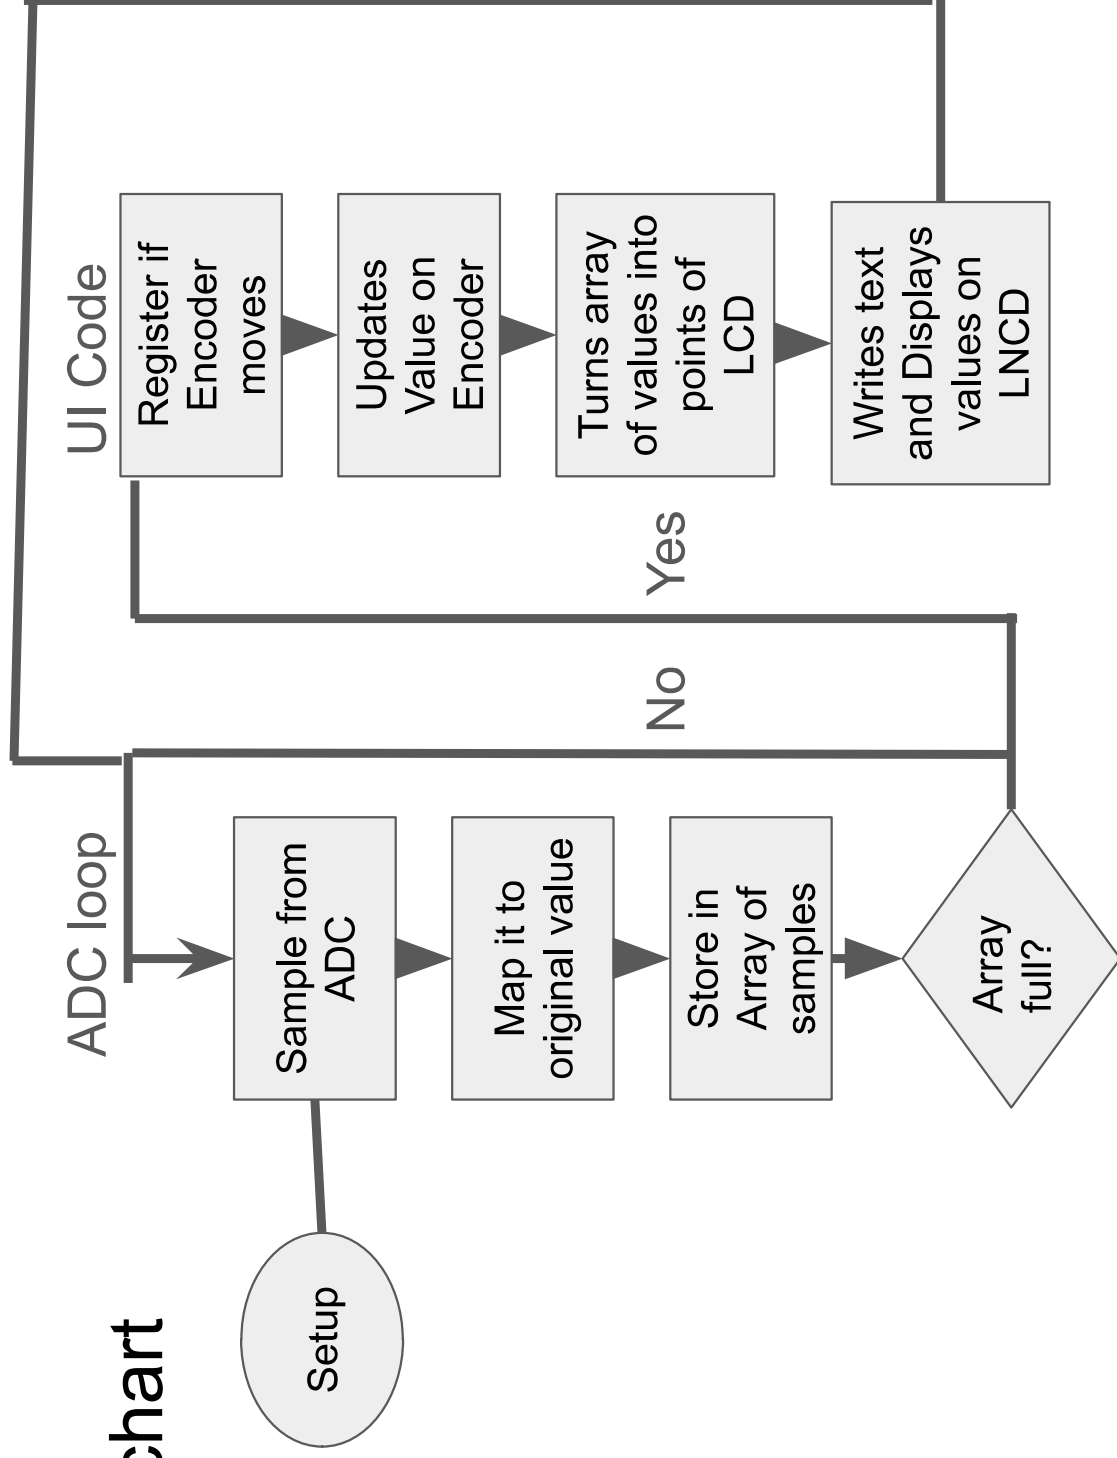 chart
ADC loop
UI Code
Setup
Sample from
ADC
Map it to
original value
Store in
Array of
samples
Array
full?
No
Yes
Register if
Encoder
moves
Updates
Value on
Encoder
Turns array
of values into
points of
LCD
Writes text
and Displays
values on
LNCD